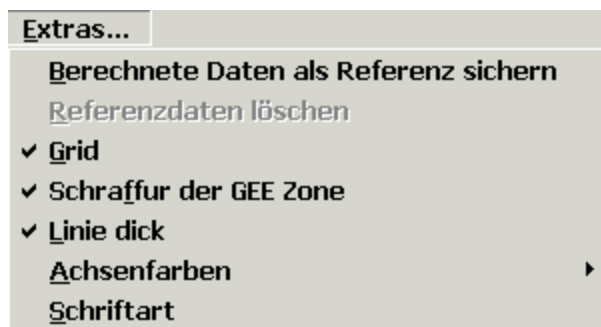 Extras...
Berechnete Daten als Referenz sichern
Referenzdaten löschen
Grid
Schraffur der GEE Zone
Linie dick
Achsenfarben
Schriftart